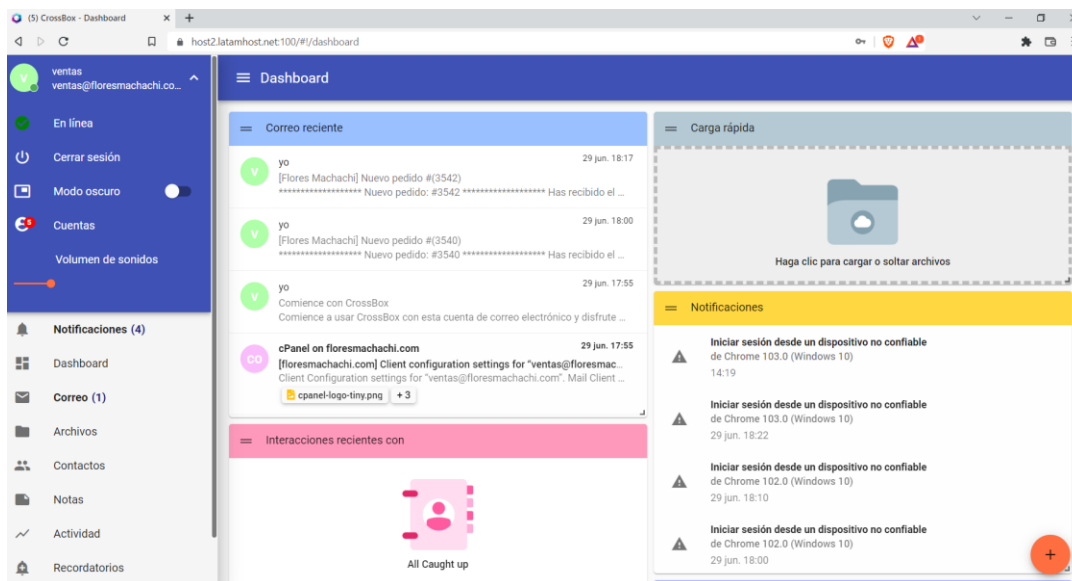 (5) CrossBox - Dashboard
host2.latamhost.net:100/#!/dashboard
V
ventas
ventas@floresmachachi.co...
En línea
Cerrar sesión
Modo oscuro
5
Cuentas
Volumen de sonidos
Notificaciones (4)
Dashboard
Correo (1)
Archivos
Contactos
Notas
Actividad
Recordatorios
Dashboard
Correo reciente
V
yo
29 jun. 18:17
[Flores Machachi] Nuevo pedido #(3542)
******************* Nuevo pedido: #3542 ******************* Has recibido el ...
V
yo
29 jun. 18:00
[Flores Machachi] Nuevo pedido #(3540)
******************* Nuevo pedido: #3540 ******************* Has recibido el ...
V
yo
29 jun. 17:55
Comience con CrossBox
Comience a usar CrossBox con esta cuenta de correo electrónico y disfrute ...
CO
cPanel on floresmachachi.com
29 jun. 17:55
[floresmachachi.com] Client configuration settings for “ventas@floresmac...
Client Configuration settings for “ventas@floresmachachi.com”. Mail Client ...
cpanel-logo-tiny.png
+ 3
Interacciones recientes con
All Caught up
Carga rápida
Haga clic para cargar o soltar archivos
Notificaciones
Iniciar sesión desde un dispositivo no confiable
de Chrome 103.0 (Windows 10)
14:19
Iniciar sesión desde un dispositivo no confiable
de Chrome 103.0 (Windows 10)
29 jun. 18:22
Iniciar sesión desde un dispositivo no confiable
de Chrome 102.0 (Windows 10)
29 jun. 18:10
Iniciar sesión desde un dispositivo no confiable
de Chrome 102.0 (Windows 10)
29 jun. 18:00